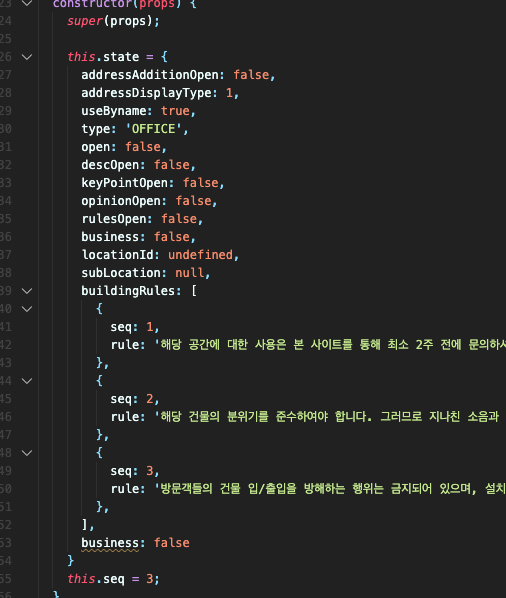 23 constructor(props) {
24 super(props);
25
26 this.state = {
27 addressAdditionOpen: false,
28 addressDisplayType: 1,
29 useByname: true,
30 type: 'OFFICE',
31 open: false,
32 descOpen: false,
33 keyPointOpen: false,
34 opinionOpen: false,
35 rulesOpen: false,
36 business: false,
37 locationId: undefined,
38 subLocation: null,
39 buildingRules: [
40 {
41 seq: 1,
42 rule: '해당 공간에 대한 사용은 본 사이트를 통해 최소 2주 전에 문의하셔
43 },
44 {
45 seq: 2,
46 rule: '해당 건물의 분위기를 준수하여야 합니다. 그러므로 지나친 소음과
47 },
48 {
49 seq: 3,
50 rule: '방문객들의 건물 입/출입을 방해하는 행위는 금지되어 있으며, 설치
51 },
52 ],
53 business: false
54 }
55 this.seq = 3;
56 }